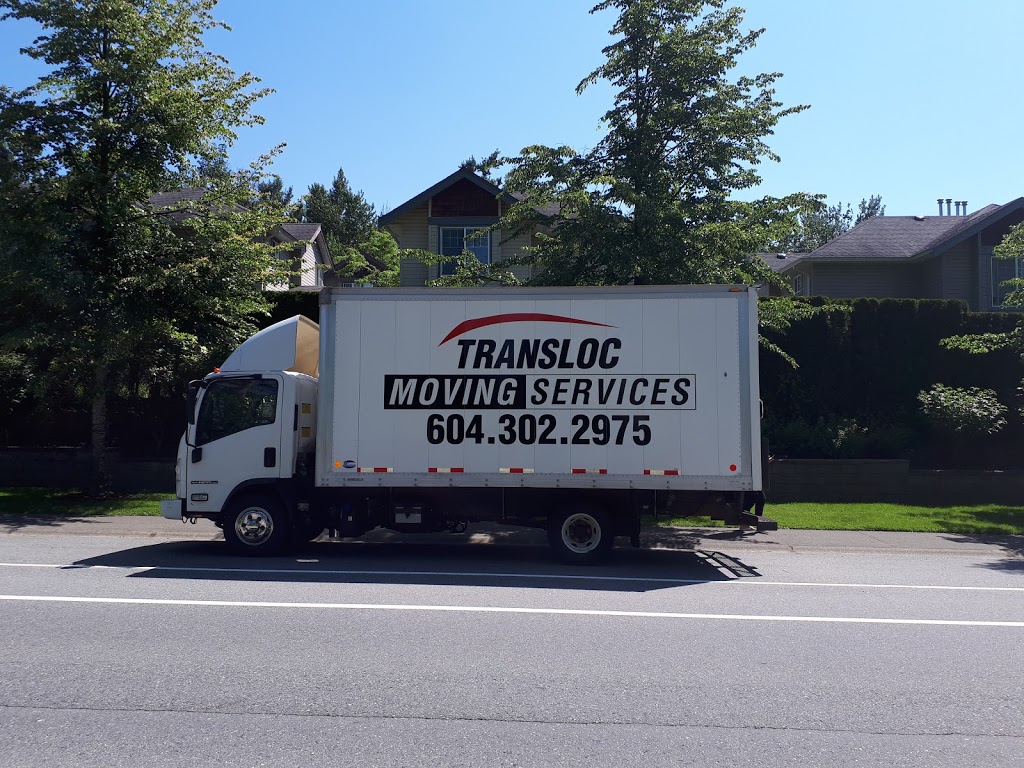 TRANSLOC
MOVING SERVICES
604.302.2975